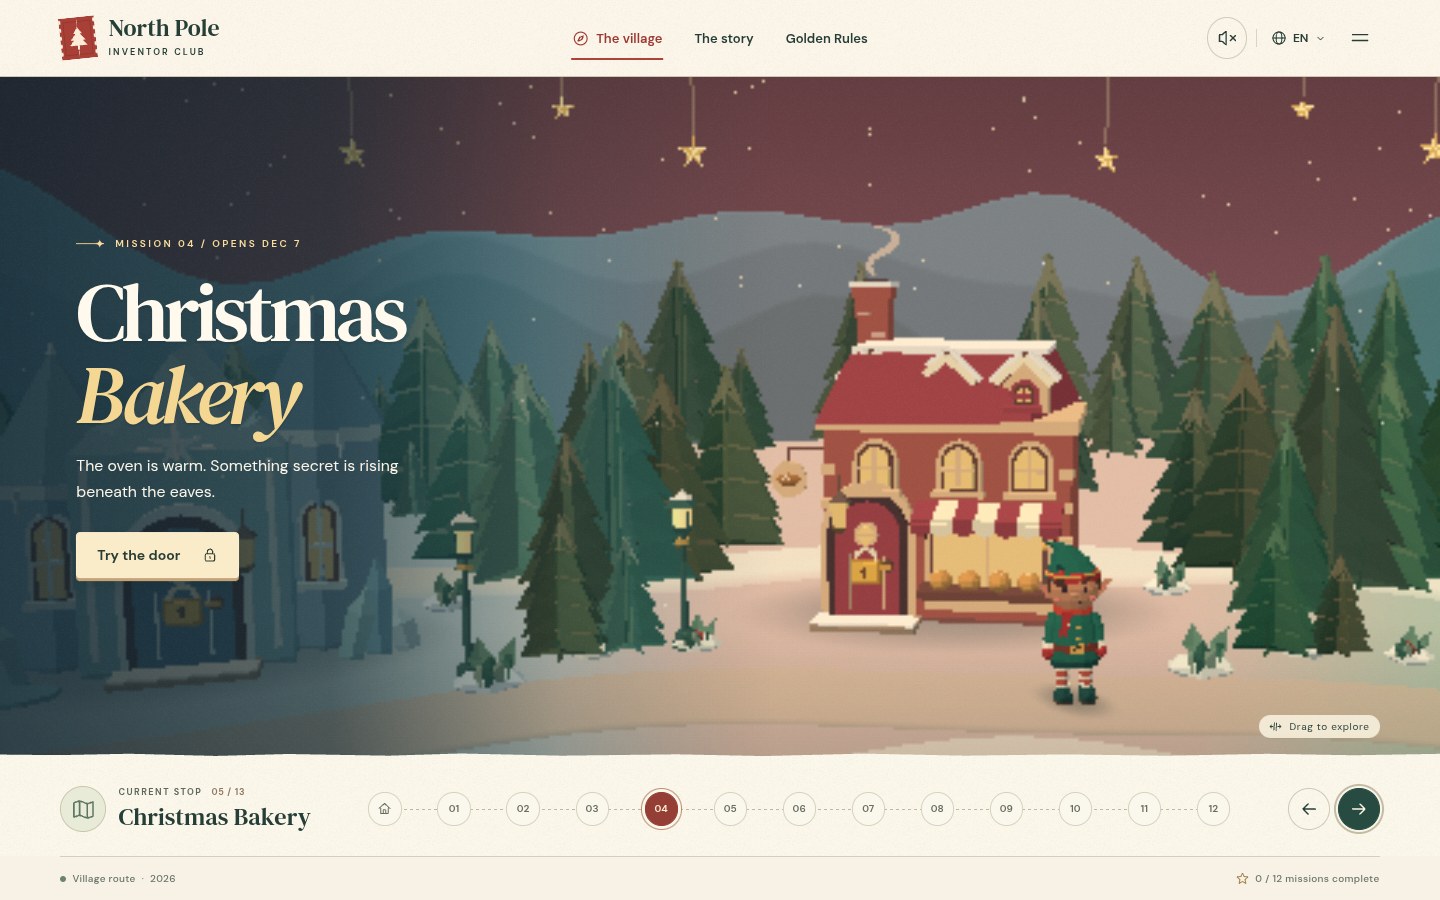 North Pole
INVENTOR CLUB
The village
The story
Golden Rules
EN
MISSION 04 / OPENS DEC 7
Christmas
Bakery
The oven is warm. Something secret is rising
beneath the eaves.
Try the door
1
1
Drag to explore
CURRENT STOP 05 / 13
Christmas Bakery
01
02
03
04
05
06
07
08
09
10
11
12
Village route · 2026
0 / 12 missions complete